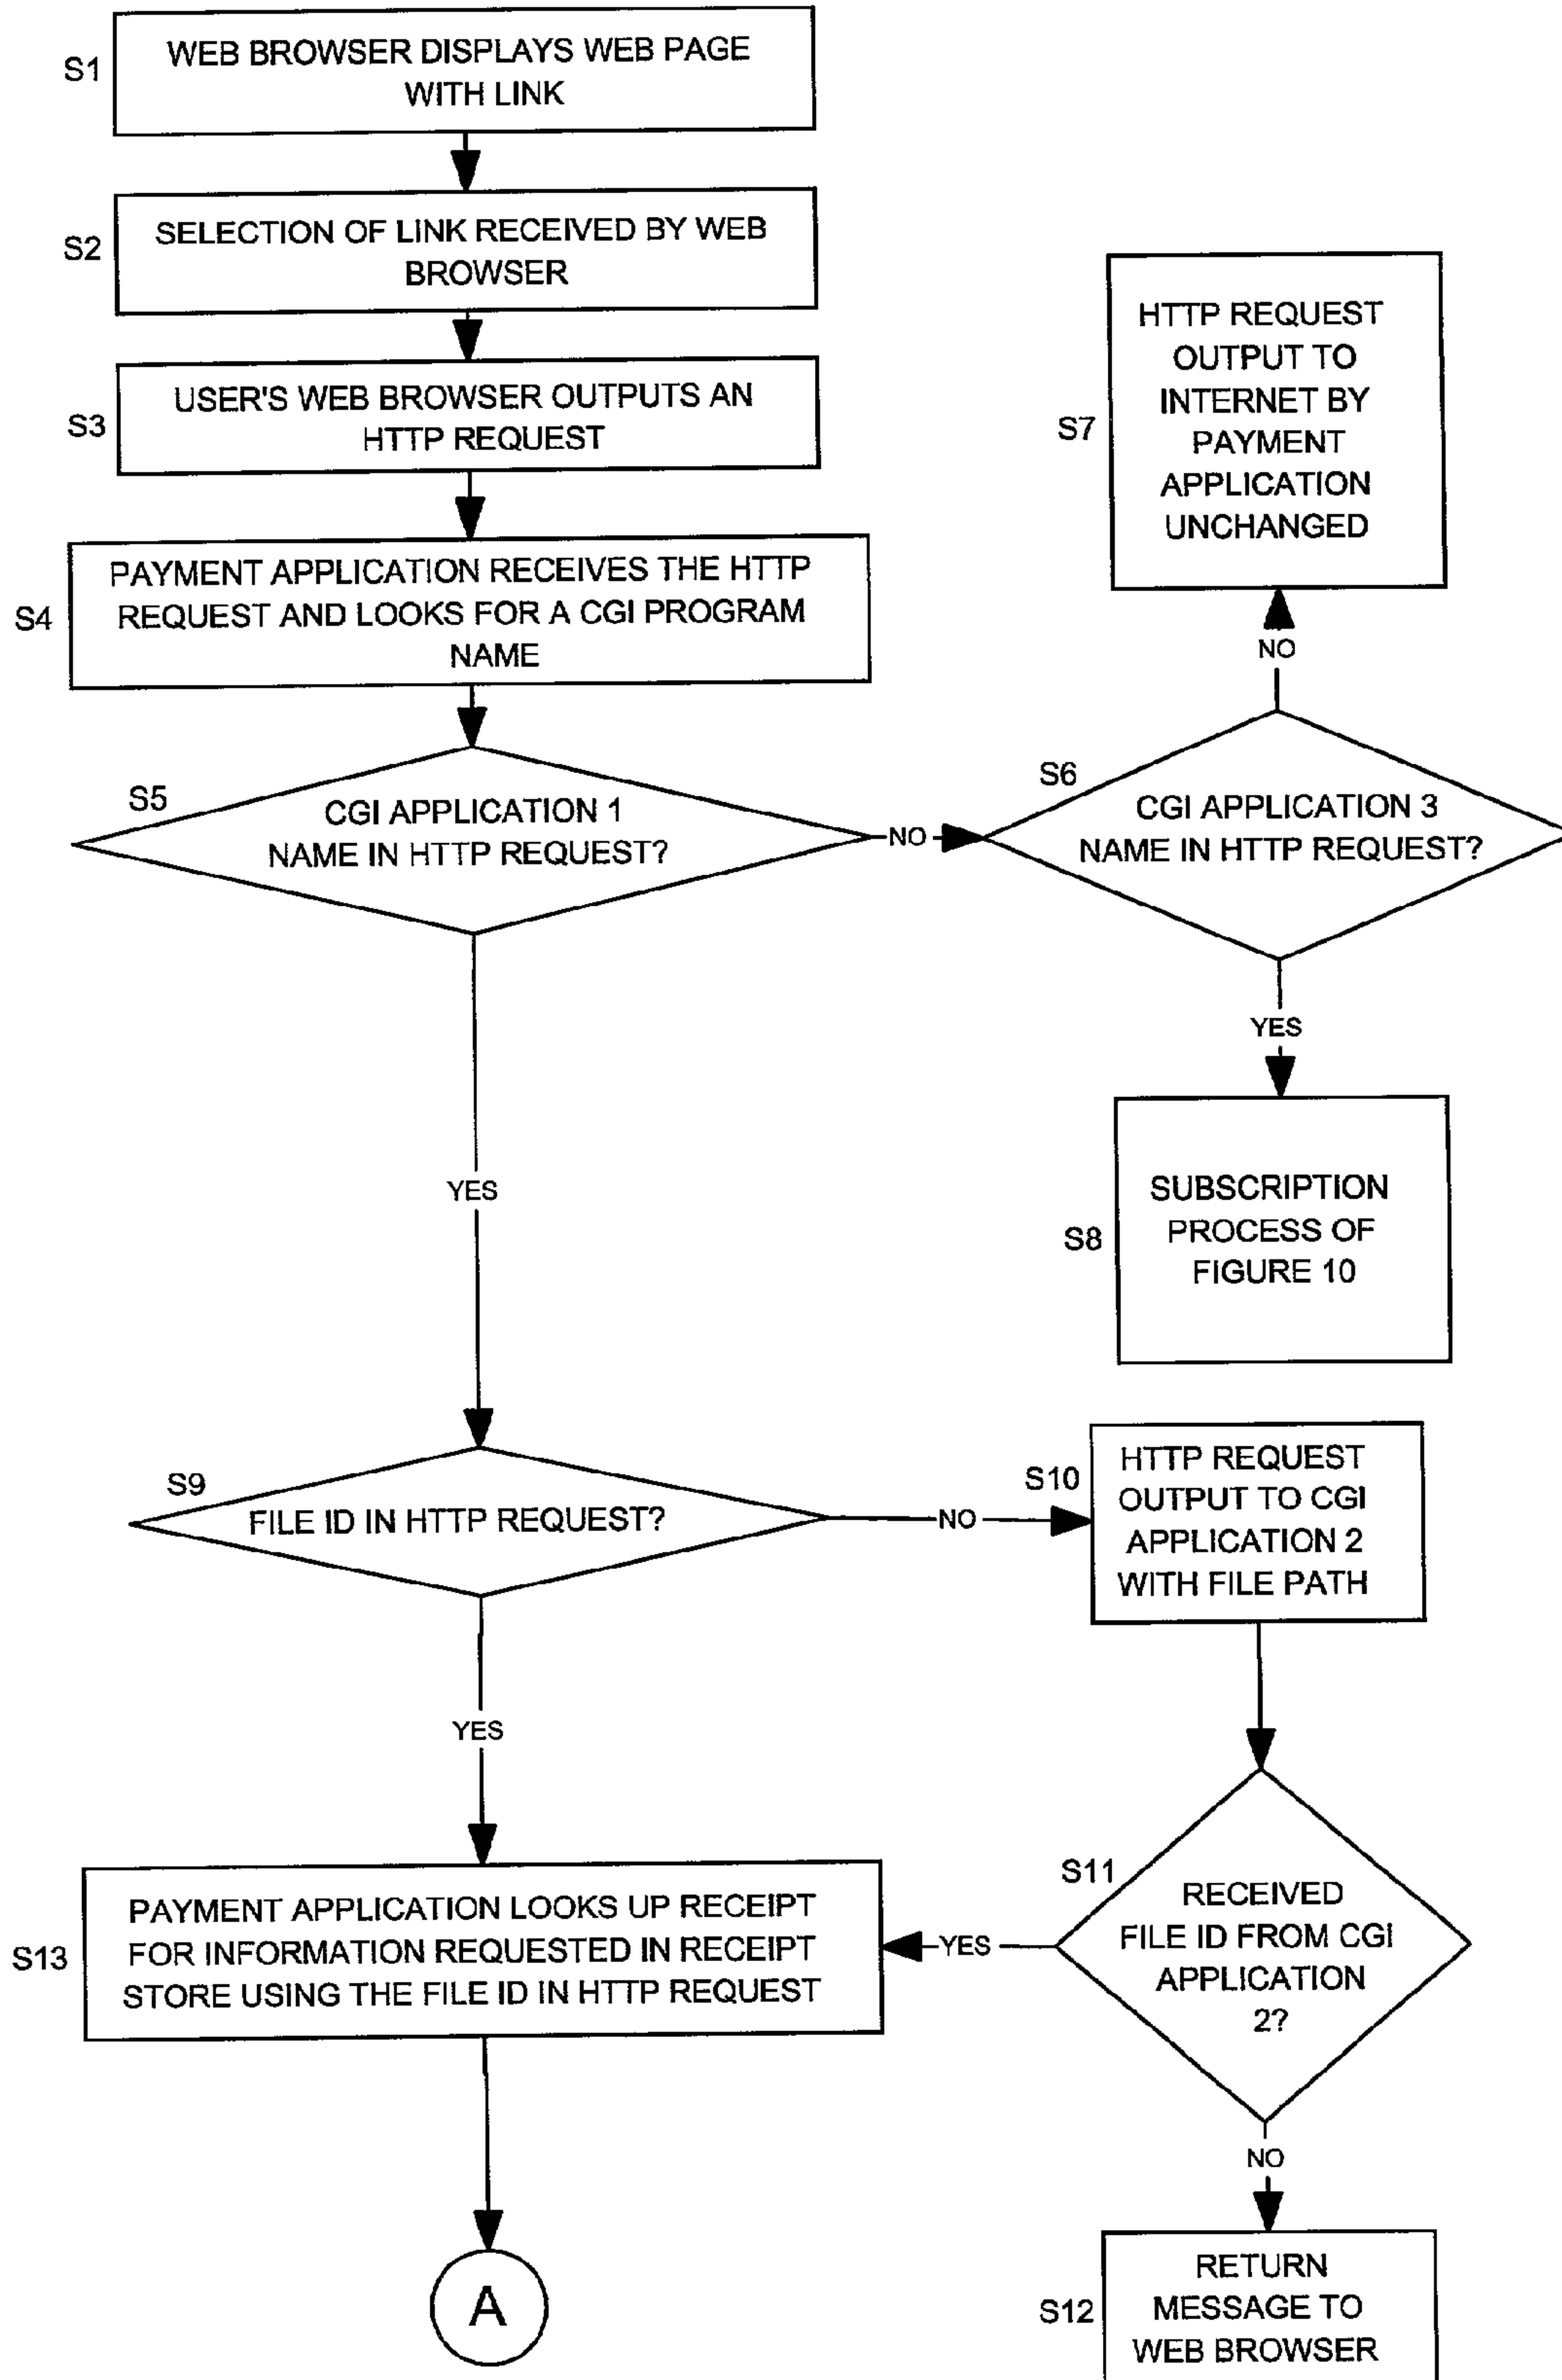 S1
WEB BROWSER DISPLAYS WEB PAGE
WITH LINK
S2
SELECTION OF LINK RECEIVED BY WEB
BROWSER
S3
USER'S WEB BROWSER OUTPUTS AN
HTTP REQUEST
S4
PAYMENT APPLICATION RECEIVES THE HTTP
REQUEST AND LOOKS FOR A CGI PROGRAM
NAME
S5
CGI APPLICATION 1
NAME IN HTTP REQUEST?
NO
S6
CGI APPLICATION 3
NAME IN HTTP REQUEST?
NO
S7
HTTP REQUEST
OUTPUT TO
INTERNET BY
PAYMENT
APPLICATION
UNCHANGED
YES
S8
SUBSCRIPTION
PROCESS OF
FIGURE 10
YES
S9
FILE ID IN HTTP REQUEST?
NO
S10
HTTP REQUEST
OUTPUT TO CGI
APPLICATION 2
WITH FILE PATH
YES
S11
RECEIVED
FILE ID FROM CGI
APPLICATION
2?
YES
S13
PAYMENT APPLICATION LOOKS UP RECEIPT
FOR INFORMATION REQUESTED IN RECEIPT
STORE USING THE FILE ID IN HTTP REQUEST
NO
S12
RETURN
MESSAGE TO
WEB BROWSER
A